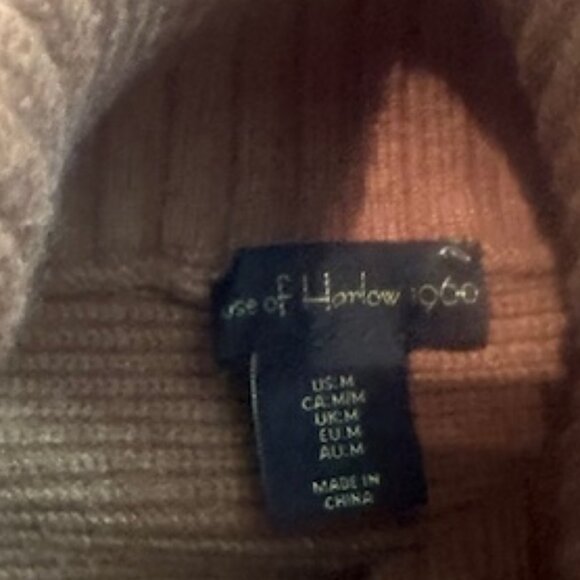 use of Harlow 1960
US:M
CA:M/M
UK:M
EU:M
AU:M
MADE IN
CHINA